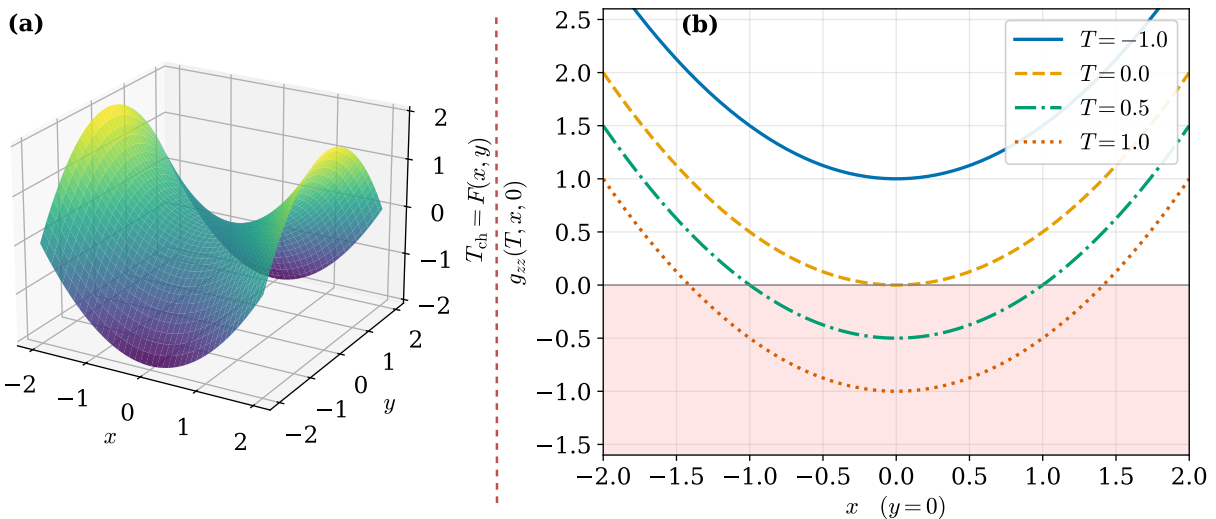 (a)
2
1
0
−1
−2
T_ch = F(x, y)
−2
−1
0
1
2
x
−2
−1
0
1
2
y
(b)
g_zz(T, x, 0)
2.5
2.0
1.5
1.0
0.5
0.0
−0.5
−1.0
−1.5
T = −1.0
T = 0.0
T = 0.5
T = 1.0
−2.0 −1.5 −1.0 −0.5 0.0 0.5 1.0 1.5 2.0
x (y = 0)